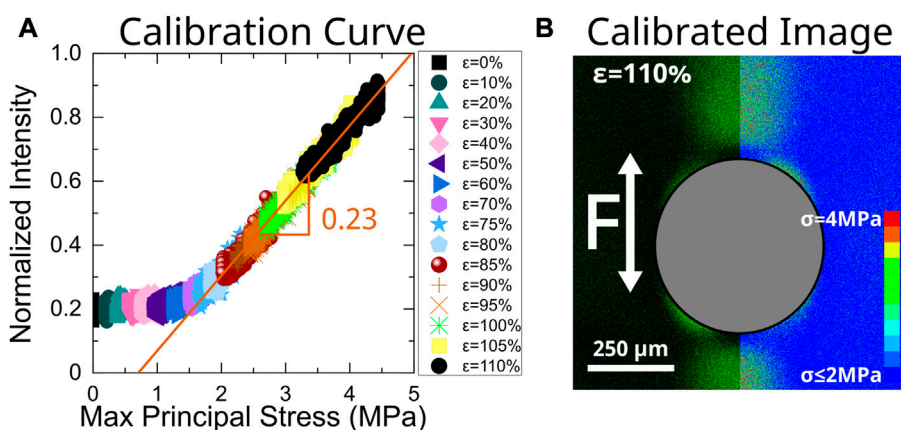 A
Calibration Curve
Normalized Intensity
1.0
0.8
0.6
0.4
0.2
0
0.23
0
1
2
3
4
5
Max Principal Stress (MPa)
ε=0%
ε=10%
ε=20%
ε=30%
ε=40%
ε=50%
ε=60%
ε=70%
ε=75%
ε=80%
ε=85%
ε=90%
ε=95%
ε=100%
ε=105%
ε=110%
B
Calibrated Image
ε=110%
F
σ=4MPa
250 μm
σ≤2MPa